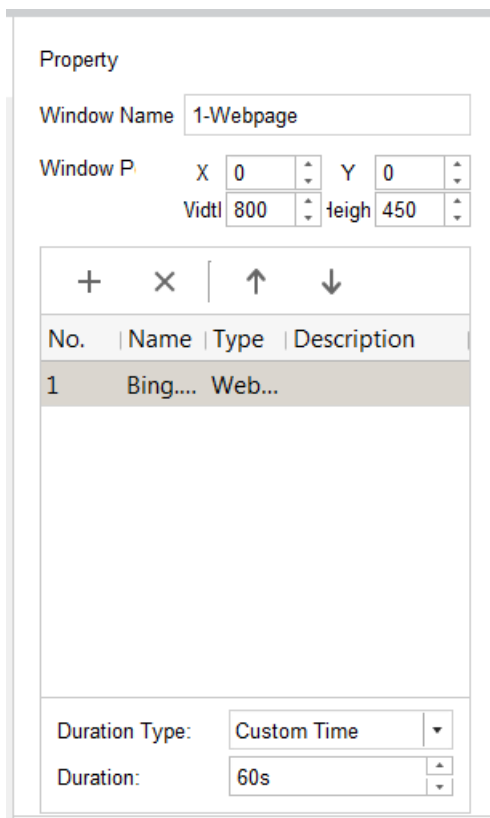 Property
Window Name 1-Webpage
Window P X 0 Y 0
Vidtl 800 Heigh 450
No. Name Type Description
1 Bing.... Web...
Duration Type: Custom Time
Duration: 60s